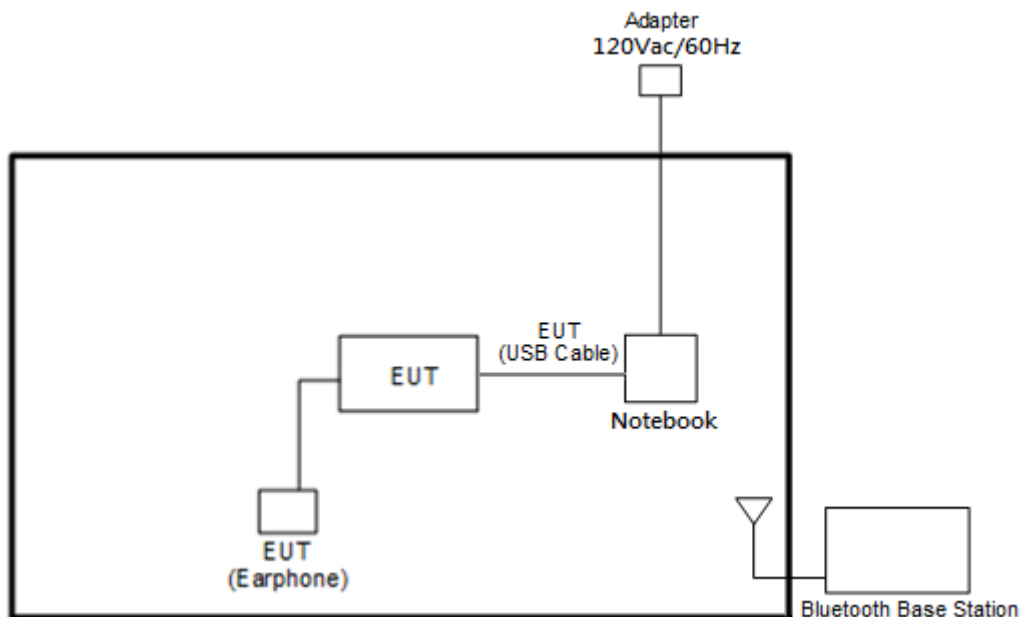 Adapter
120Vac/60Hz
EUT
(USB Cable)
EUT
Notebook
EUT
(Earphone)
Bluetooth Base Station